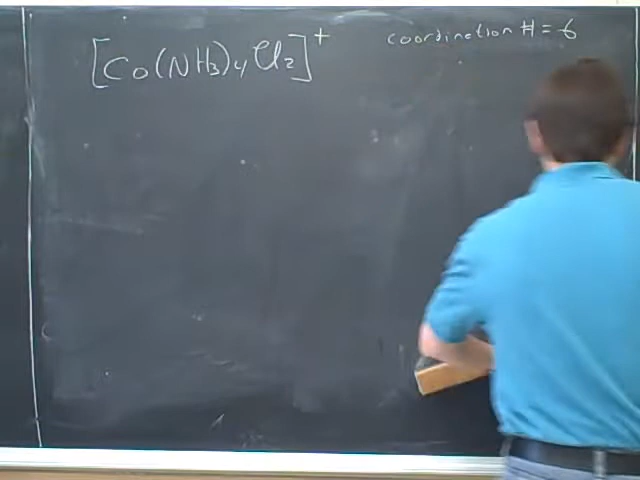 [Co(NH3)4Cl2]+
coordination # = 6